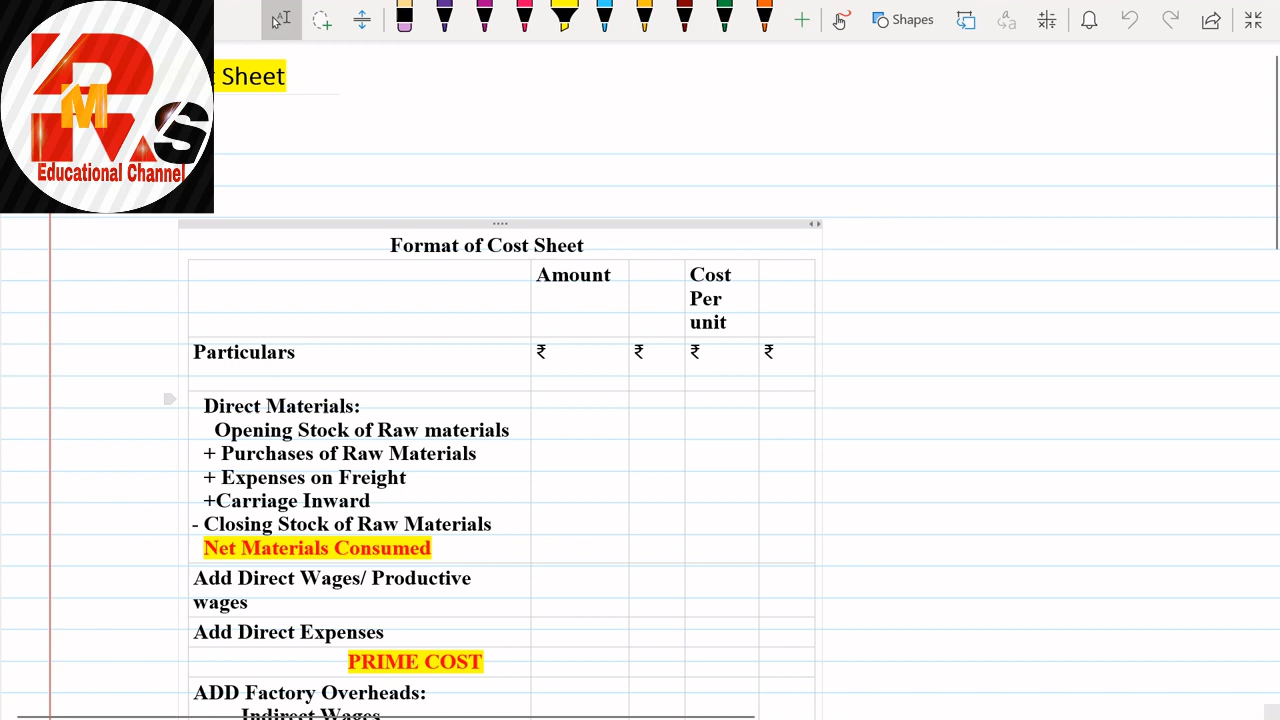 Shapes
Sheet
R
M
S
Educational Channel
Format of Cost Sheet
Amount
Cost
Per
unit
Particulars ₹ ₹ ₹ ₹
Direct Materials:
Opening Stock of Raw materials
+ Purchases of Raw Materials
+ Expenses on Freight
+Carriage Inward
- Closing Stock of Raw Materials
Net Materials Consumed
Add Direct Wages/ Productive
wages
Add Direct Expenses
PRIME COST
ADD Factory Overheads:
Indirect Wages